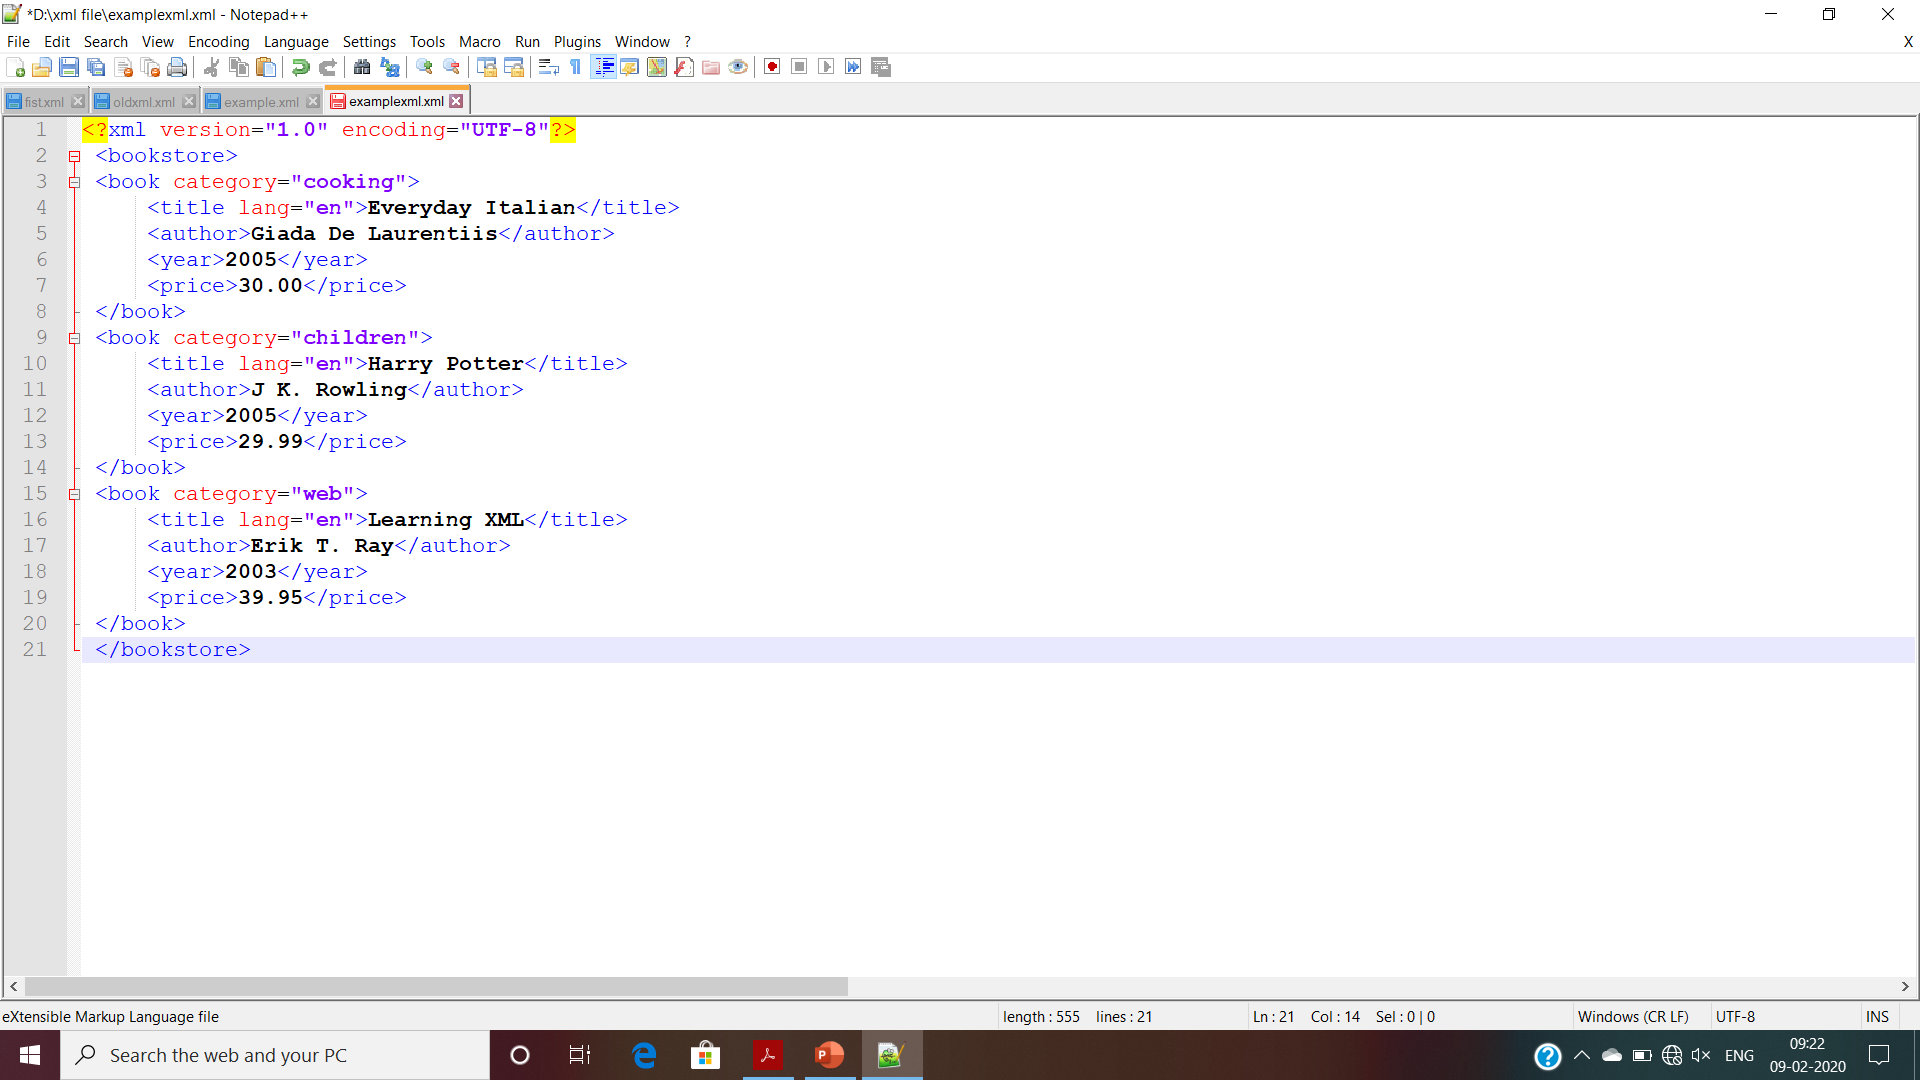 *D:\xml file\examplexml.xml - Notepad++
File Edit Search View Encoding Language Settings Tools Macro Run Plugins Window ? X
fist.xml oldxml.xml example.xml examplexml.xml
1 <?xml version="1.0" encoding="UTF-8"?>
2 <bookstore>
3 <book category="cooking">
4 <title lang="en">Everyday Italian</title>
5 <author>Giada De Laurentiis</author>
6 <year>2005</year>
7 <price>30.00</price>
8 </book>
9 <book category="children">
10 <title lang="en">Harry Potter</title>
11 <author>J K. Rowling</author>
12 <year>2005</year>
13 <price>29.99</price>
14 </book>
15 <book category="web">
16 <title lang="en">Learning XML</title>
17 <author>Erik T. Ray</author>
18 <year>2003</year>
19 <price>39.95</price>
20 </book>
21 </bookstore>
eXtensible Markup Language file length : 555 lines : 21 Ln : 21 Col : 14 Sel : 0 | 0 Windows (CR LF) UTF-8 INS
Search the web and your PC ENG 09:22
09-02-2020